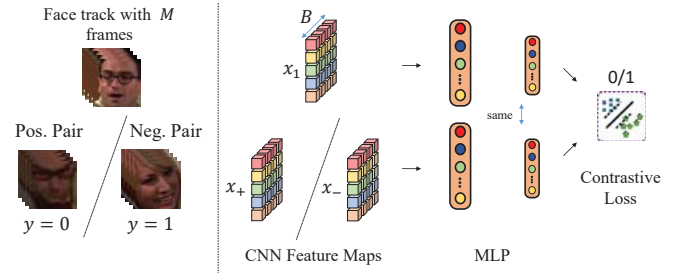 Face track with M
frames
Pos. Pair
Neg. Pair
y = 0
y = 1
B
x₁
x₊
x₋
CNN Feature Maps
same
MLP
0/1
Contrastive
Loss